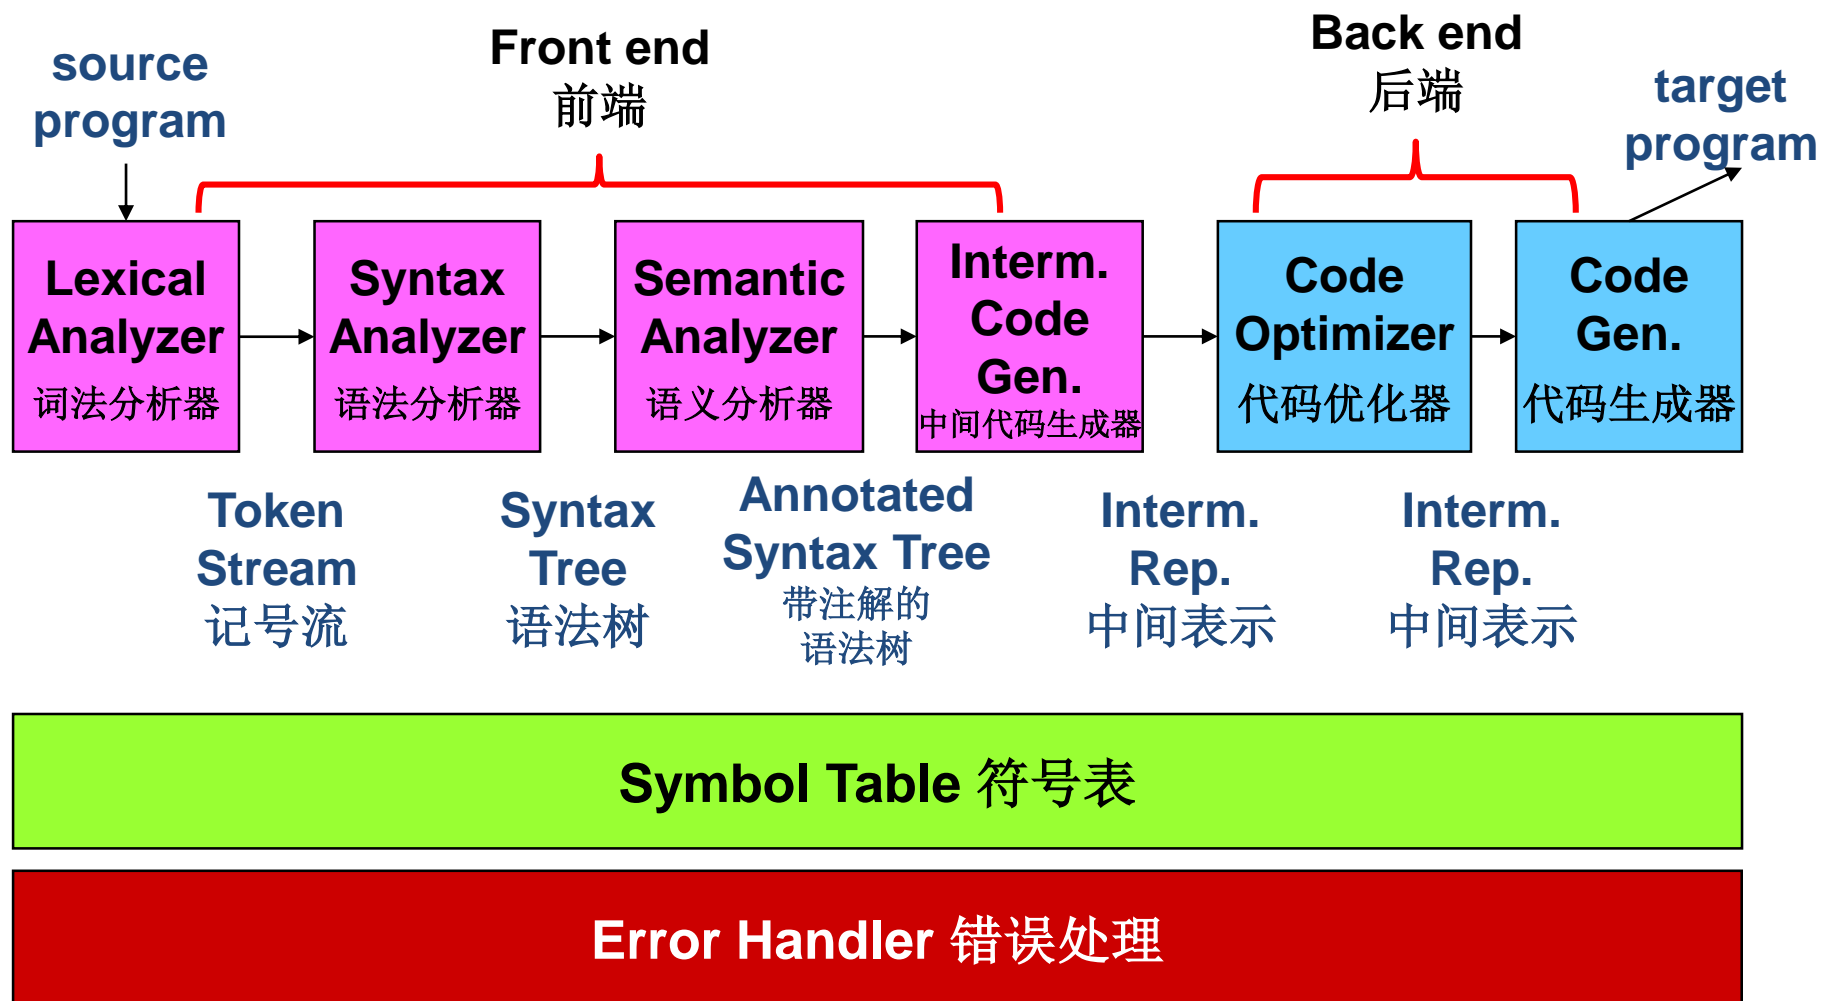 source
program
Front end
前端
Back end
后端
target
program
Lexical
Analyzer
词法分析器
Syntax
Analyzer
语法分析器
Semantic
Analyzer
语义分析器
Interm.
Code
Gen.
中间代码生成器
Code
Optimizer
代码优化器
Code
Gen.
代码生成器
Token
Stream
记号流
Syntax
Tree
语法树
Annotated
Syntax Tree
带注解的
语法树
Interm.
Rep.
中间表示
Interm.
Rep.
中间表示
Symbol Table 符号表
Error Handler 错误处理